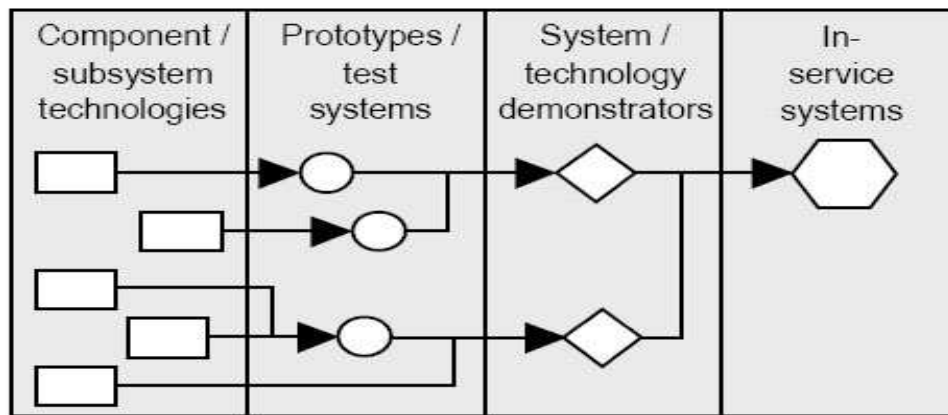 Component /
subsystem
technologies
Prototypes /
test
systems
System /
technology
demonstrators
In-
service
systems